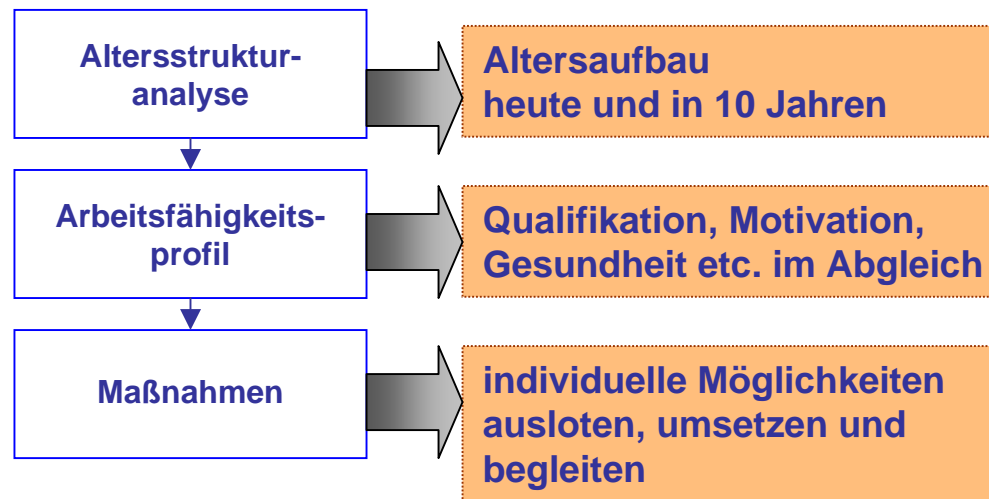 Altersstruktur-
analyse
Altersaufbau
heute und in 10 Jahren
Arbeitsfähigkeits-
profil
Qualifikation, Motivation,
Gesundheit etc. im Abgleich
Maßnahmen
individuelle Möglichkeiten
ausloten, umsetzen und
begleiten